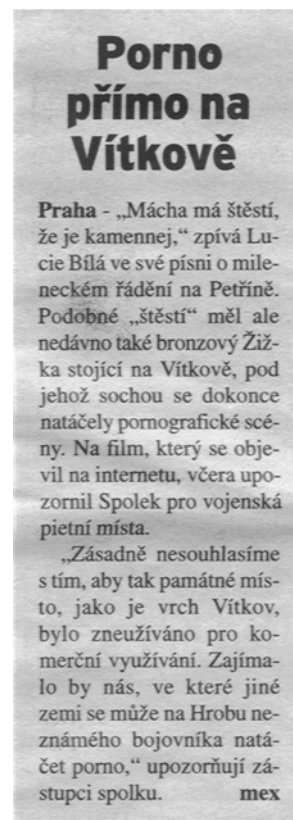 Porno
přímo na
Vítkově
Praha - „Mácha má štěstí,
že je kamennej,“ zpívá Lu-
cie Bílá ve své písni o mile-
neckém řádění na Petříně.
Podobné „štěstí“ měl ale
nedávno také bronzový Žiž-
ka stojící na Vítkově, pod
jehož sochou se dokonce
natáčely pornografické scé-
ny. Na film, který se obje-
vil na internetu, včera upo-
zornil Spolek pro vojenská
pietní místa.
„Zásadně nesouhlasíme
s tím, aby tak památné mís-
to, jako je vrch Vítkov,
bylo zneužíváno pro ko-
merční využívání. Zajíma-
lo by nás, ve které jiné
zemi se může na Hrobu ne-
známého bojovníka natá-
čet porno,“ upozorňují zá-
stupci spolku. mex